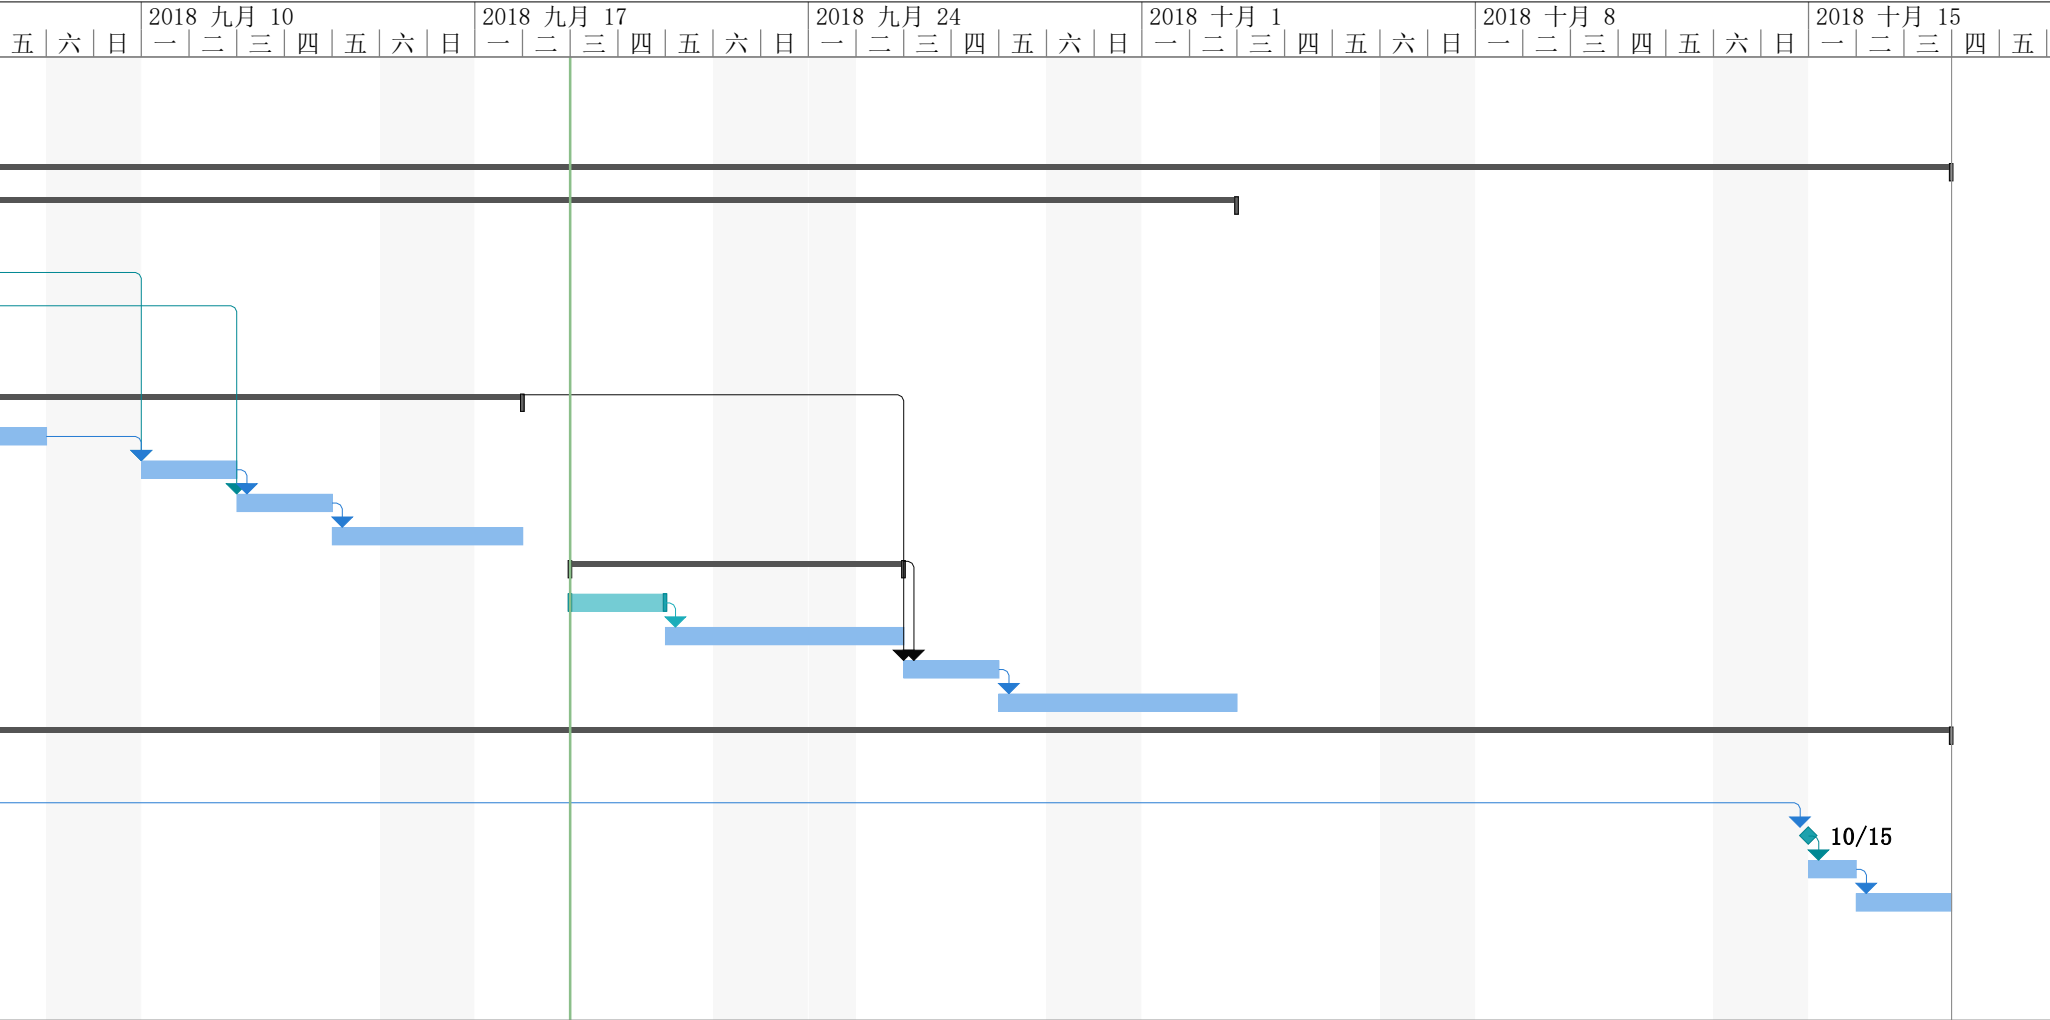 2018 九月 10 2018 九月 17 2018 九月 24 2018 十月 1 2018 十月 8 2018 十月 15
五 六 日 一 二 三 四 五 六 日 一 二 三 四 五 六 日 一 二 三 四 五 六 日 一 二 三 四 五 六 日 一 二 三 四 五 六 日 一 二 三 四 五
10/15